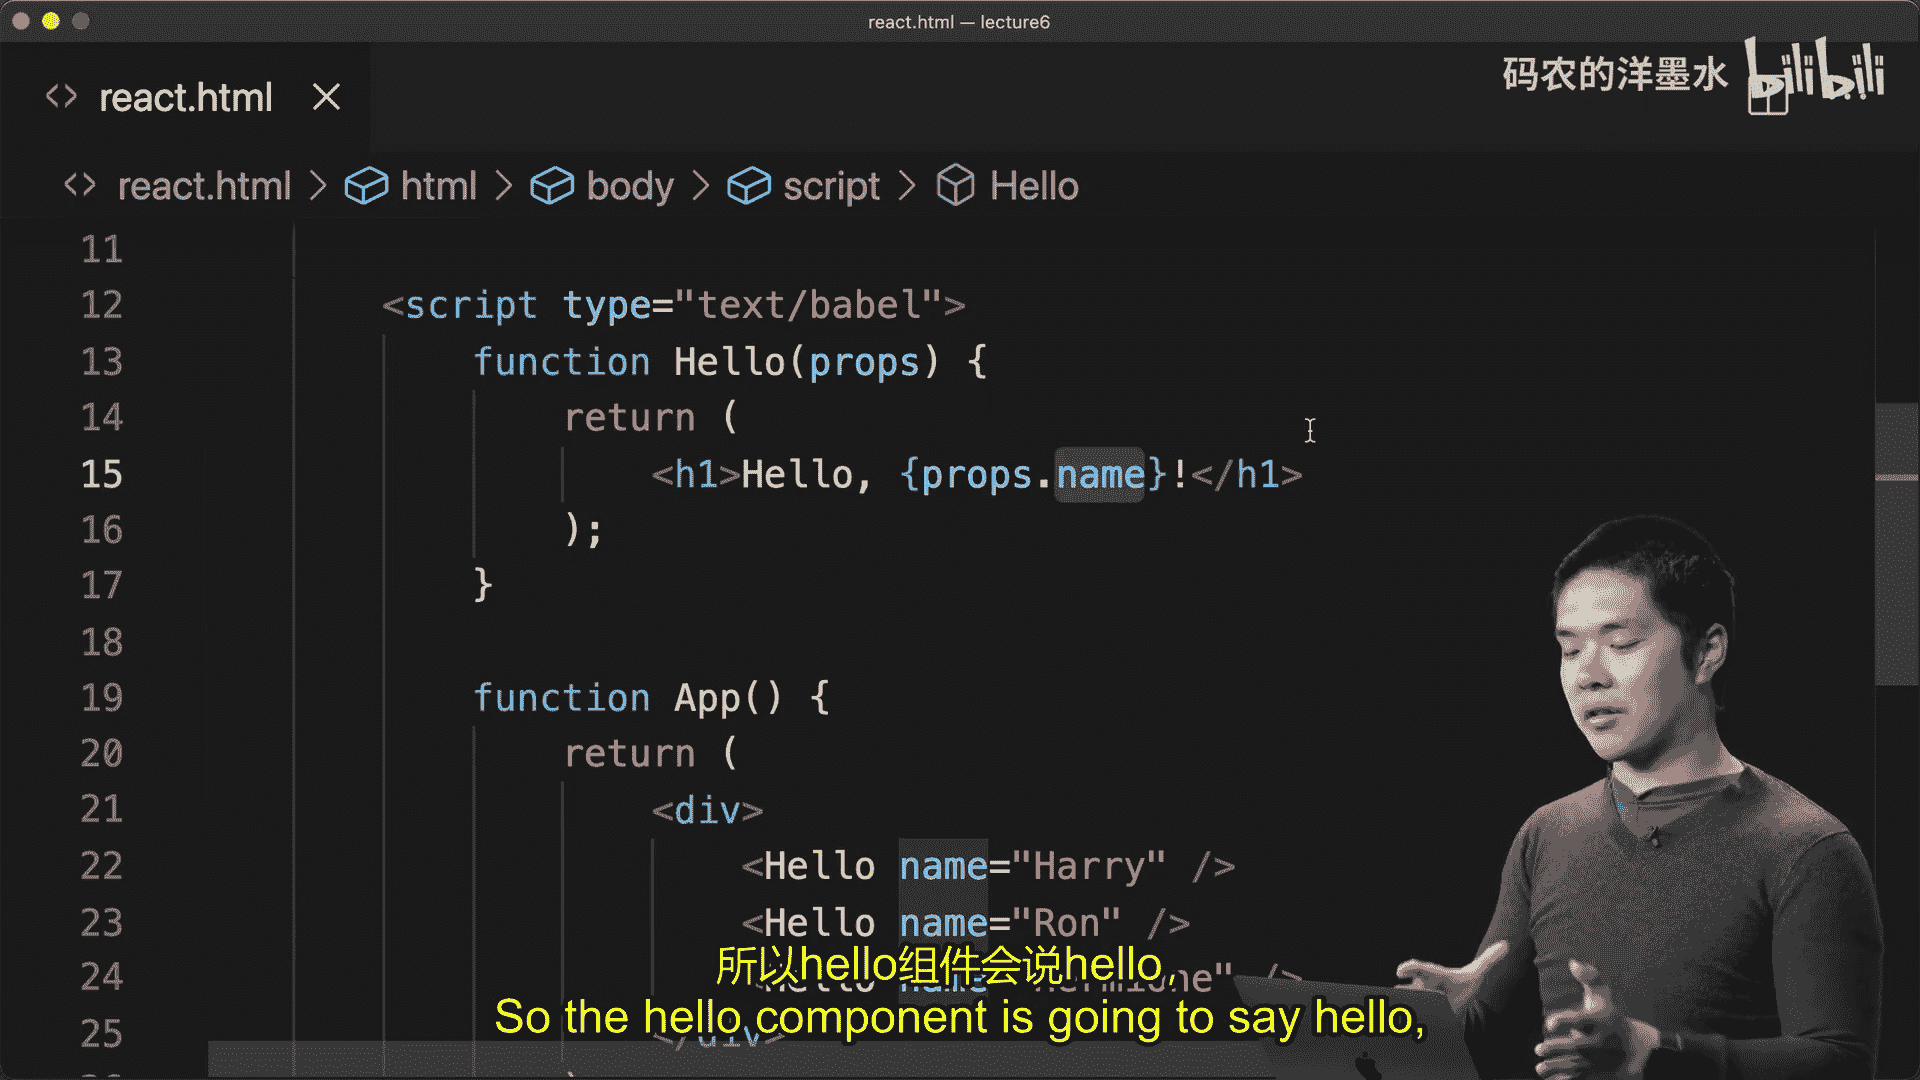 react.html — lecture6
react.html
码农的洋墨水 bilibili
react.html > html > body > script > Hello
11
12 <script type="text/babel">
13 function Hello(props) {
14 return (
15 <h1>Hello, {props.name}!</h1>
16 );
17 }
18
19 function App() {
20 return (
21 <div>
22 <Hello name="Harry" />
23 <Hello name="Ron" />
24 <Hello name="Hermione" />
25 </div>
所以hello组件会说hello,
So the hello component is going to say hello,